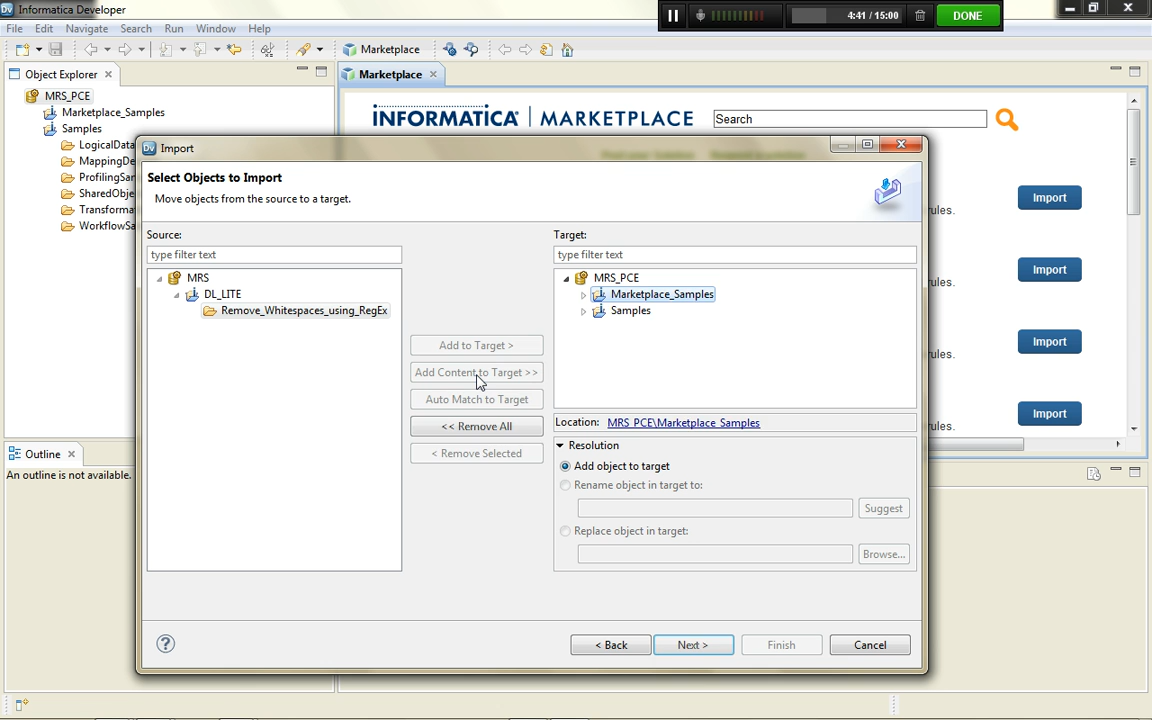 Informatica Developer
4:41 / 15:00
DONE
File Edit Navigate Search Run Window Help
Marketplace
Object Explorer
Marketplace
MRS_PCE
Marketplace_Samples
Samples
LogicalData
MappingDe
ProfilingSar
SharedObje
Transforma
WorkflowSa
INFORMATICA | MARKETPLACE
Search
Import
Select Objects to Import
Move objects from the source to a target.
Source:
type filter text
MRS
DL_LITE
Remove_Whitespaces_using_RegEx
Add to Target >
Add Content to Target >>
Auto Match to Target
<< Remove All
< Remove Selected
Target:
type filter text
MRS_PCE
Marketplace_Samples
Samples
Location: MRS_PCE\Marketplace_Samples
Resolution
Add object to target
Rename object in target to:
Suggest
Replace object in target:
Browse...
< Back
Next >
Finish
Cancel
ules.
Import
Import
ules.
Import
ules.
Import
Outline
An outline is not available.